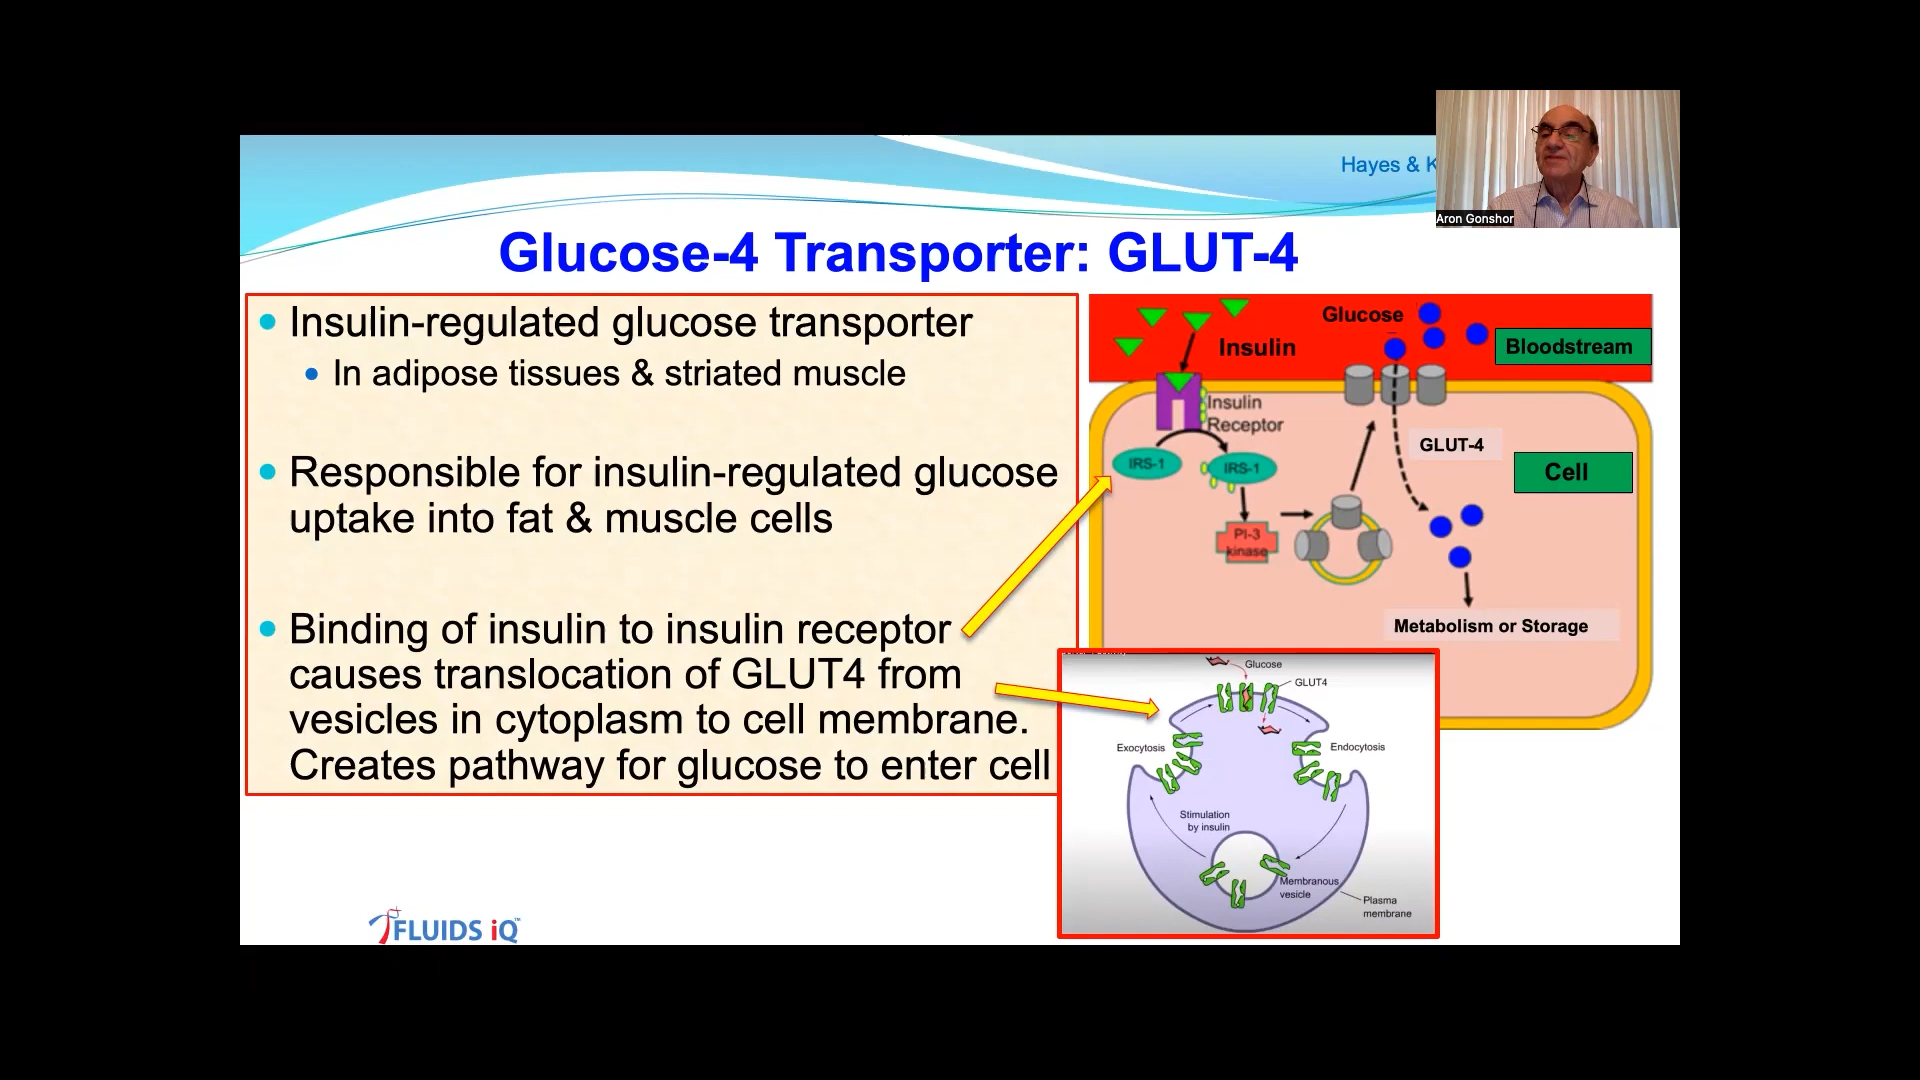 Hayes & K
Aron Gonshor
Glucose-4 Transporter: GLUT-4
Insulin-regulated glucose transporter
In adipose tissues & striated muscle
Responsible for insulin-regulated glucose
uptake into fat & muscle cells
Binding of insulin to insulin receptor
causes translocation of GLUT4 from
vesicles in cytoplasm to cell membrane.
Creates pathway for glucose to enter cell
Glucose
Bloodstream
Insulin
Insulin
Receptor
IRS-1
IRS-1
GLUT-4
Cell
PI-3
kinase
Metabolism or Storage
Glucose
GLUT4
Exocytosis
Endocytosis
Stimulation
by insulin
Membranous
vesicle
Plasma
membrane
FLUIDS iQ™